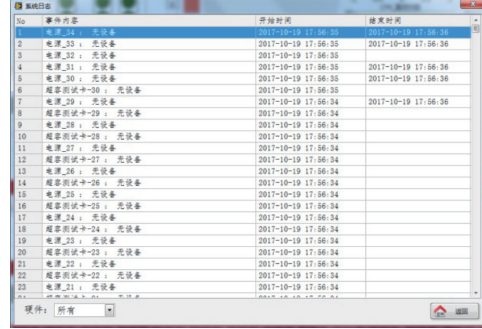 系统日志
No 事件内容 开始时间 结束时间
1 电源_34 : 无设备 2017-10-19 17:56:35 2017-10-19 17:56:36
2 电源_33 : 无设备 2017-10-19 17:56:35 2017-10-19 17:56:36
3 电源_32 : 无设备 2017-10-19 17:56:35
4 电源_31 : 无设备 2017-10-19 17:56:35 2017-10-19 17:56:36
5 电源_30 : 无设备 2017-10-19 17:56:35 2017-10-19 17:56:36
6 超容测试卡-30 : 无设备 2017-10-19 17:56:35
7 电源_29 : 无设备 2017-10-19 17:56:34 2017-10-19 17:56:36
8 超容测试卡-29 : 无设备 2017-10-19 17:56:34
9 电源_28 : 无设备 2017-10-19 17:56:34
10 超容测试卡-28 : 无设备 2017-10-19 17:56:34
11 电源_27 : 无设备 2017-10-19 17:56:34
12 超容测试卡-27 : 无设备 2017-10-19 17:56:34
13 电源_26 : 无设备 2017-10-19 17:56:34
14 超容测试卡-26 : 无设备 2017-10-19 17:56:34
15 电源_25 : 无设备 2017-10-19 17:56:34
16 超容测试卡-25 : 无设备 2017-10-19 17:56:34
17 电源_24 : 无设备 2017-10-19 17:56:34
18 超容测试卡-24 : 无设备 2017-10-19 17:56:34
19 电源_23 : 无设备 2017-10-19 17:56:34
20 超容测试卡-23 : 无设备 2017-10-19 17:56:34
21 电源_22 : 无设备 2017-10-19 17:56:34
22 超容测试卡-22 : 无设备 2017-10-19 17:56:34
23 电源_21 : 无设备 2017-10-19 17:56:34
硬件: 所有 返回